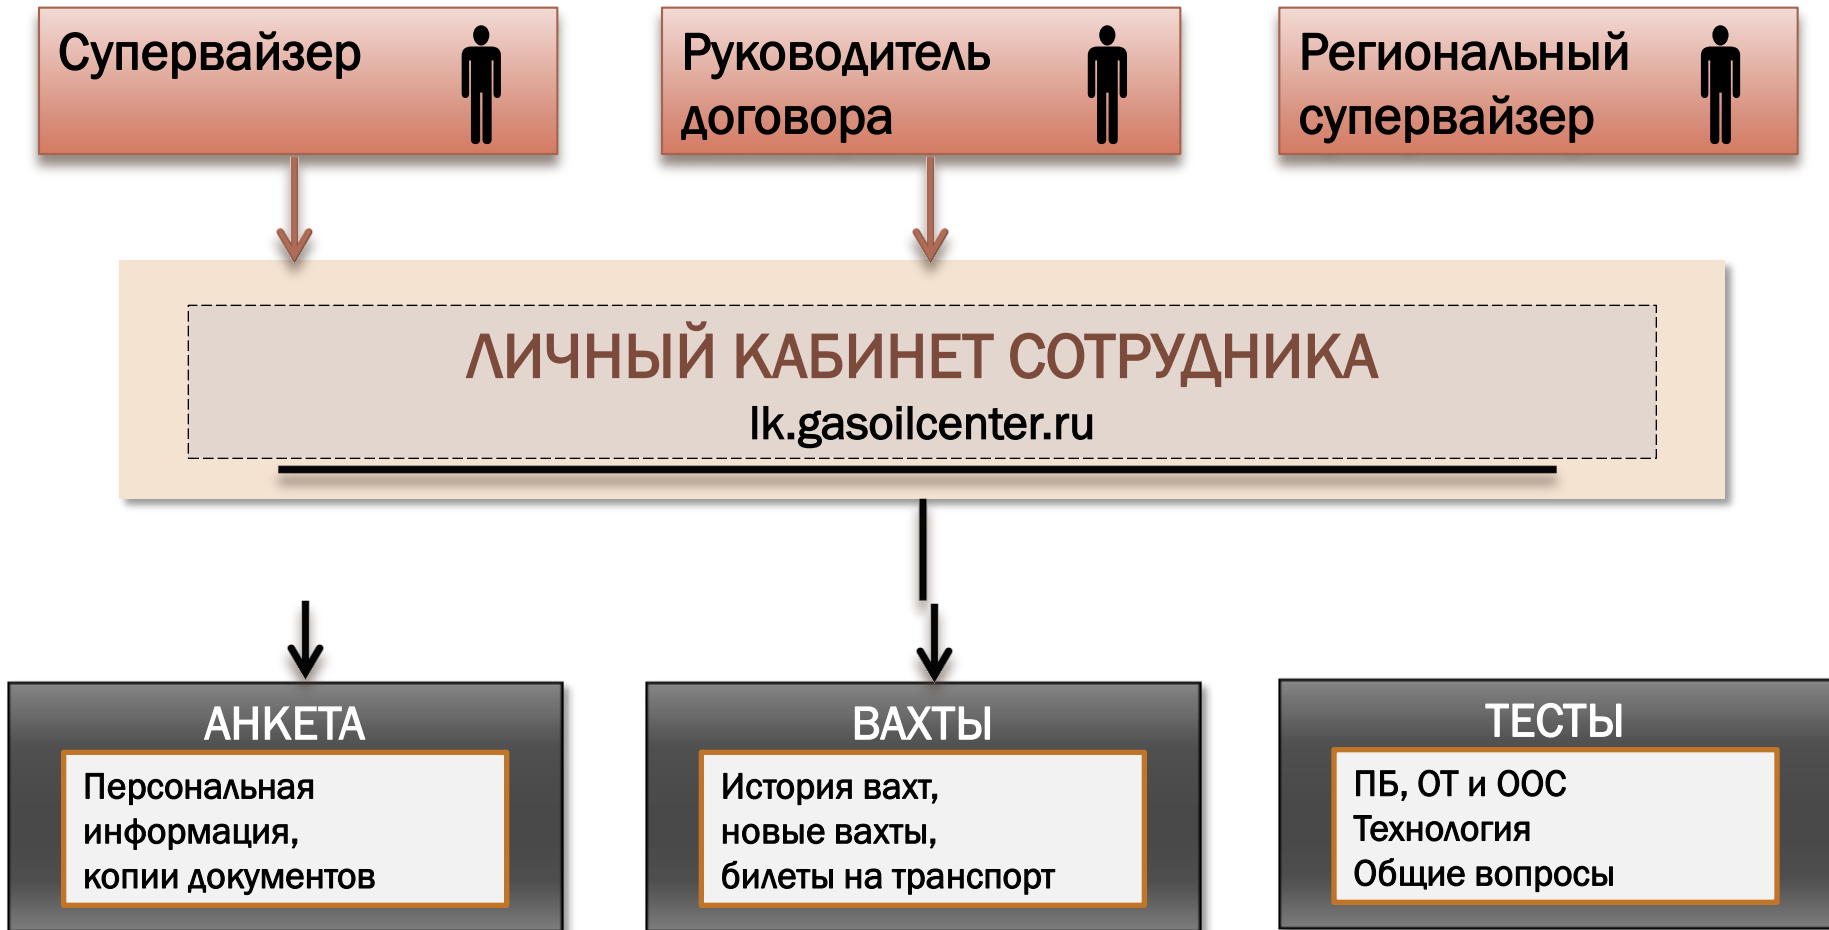 Супервайзер
Руководитель
договора
Региональный
супервайзер
ЛИЧНЫЙ КАБИНЕТ СОТРУДНИКА
lk.gasoilcenter.ru
АНКЕТА
Персональная
информация,
копии документов
ВАХТЫ
История вахт,
новые вахты,
билеты на транспорт
ТЕСТЫ
ПБ, ОТ и ООС
Технология
Общие вопросы